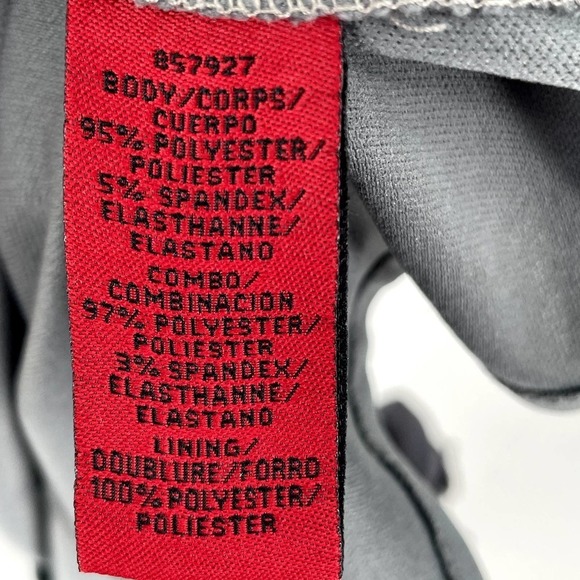 857927
BODY/CORPS/
CUERPO
95% POLYESTER/
POLIESTER
5% SPANDEX/
ELASTHANNE/
ELASTANO
COMBO/
COMBINACION
97% POLYESTER/
POLIESTER
3% SPANDEX/
ELASTHANNE/
ELASTANO
LINING/
DOUBLURE/FORRO
100% POLYESTER/
POLIESTER